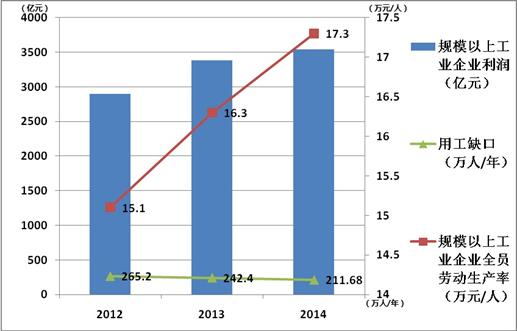 （亿元）
（万元/人）
4000
3500
3000
2500
2000
1500
1000
500
0
17.5
17
16.5
16
15.5
15
14.5
14
17.3
16.3
15.1
265.2
242.4
211.68
（万人/年）
2012
2013
2014
规模以上工
业企业利润
（亿元）
用工缺口
（万人/年）
规模以上工
业企业全员
劳动生产率
（万元/人）